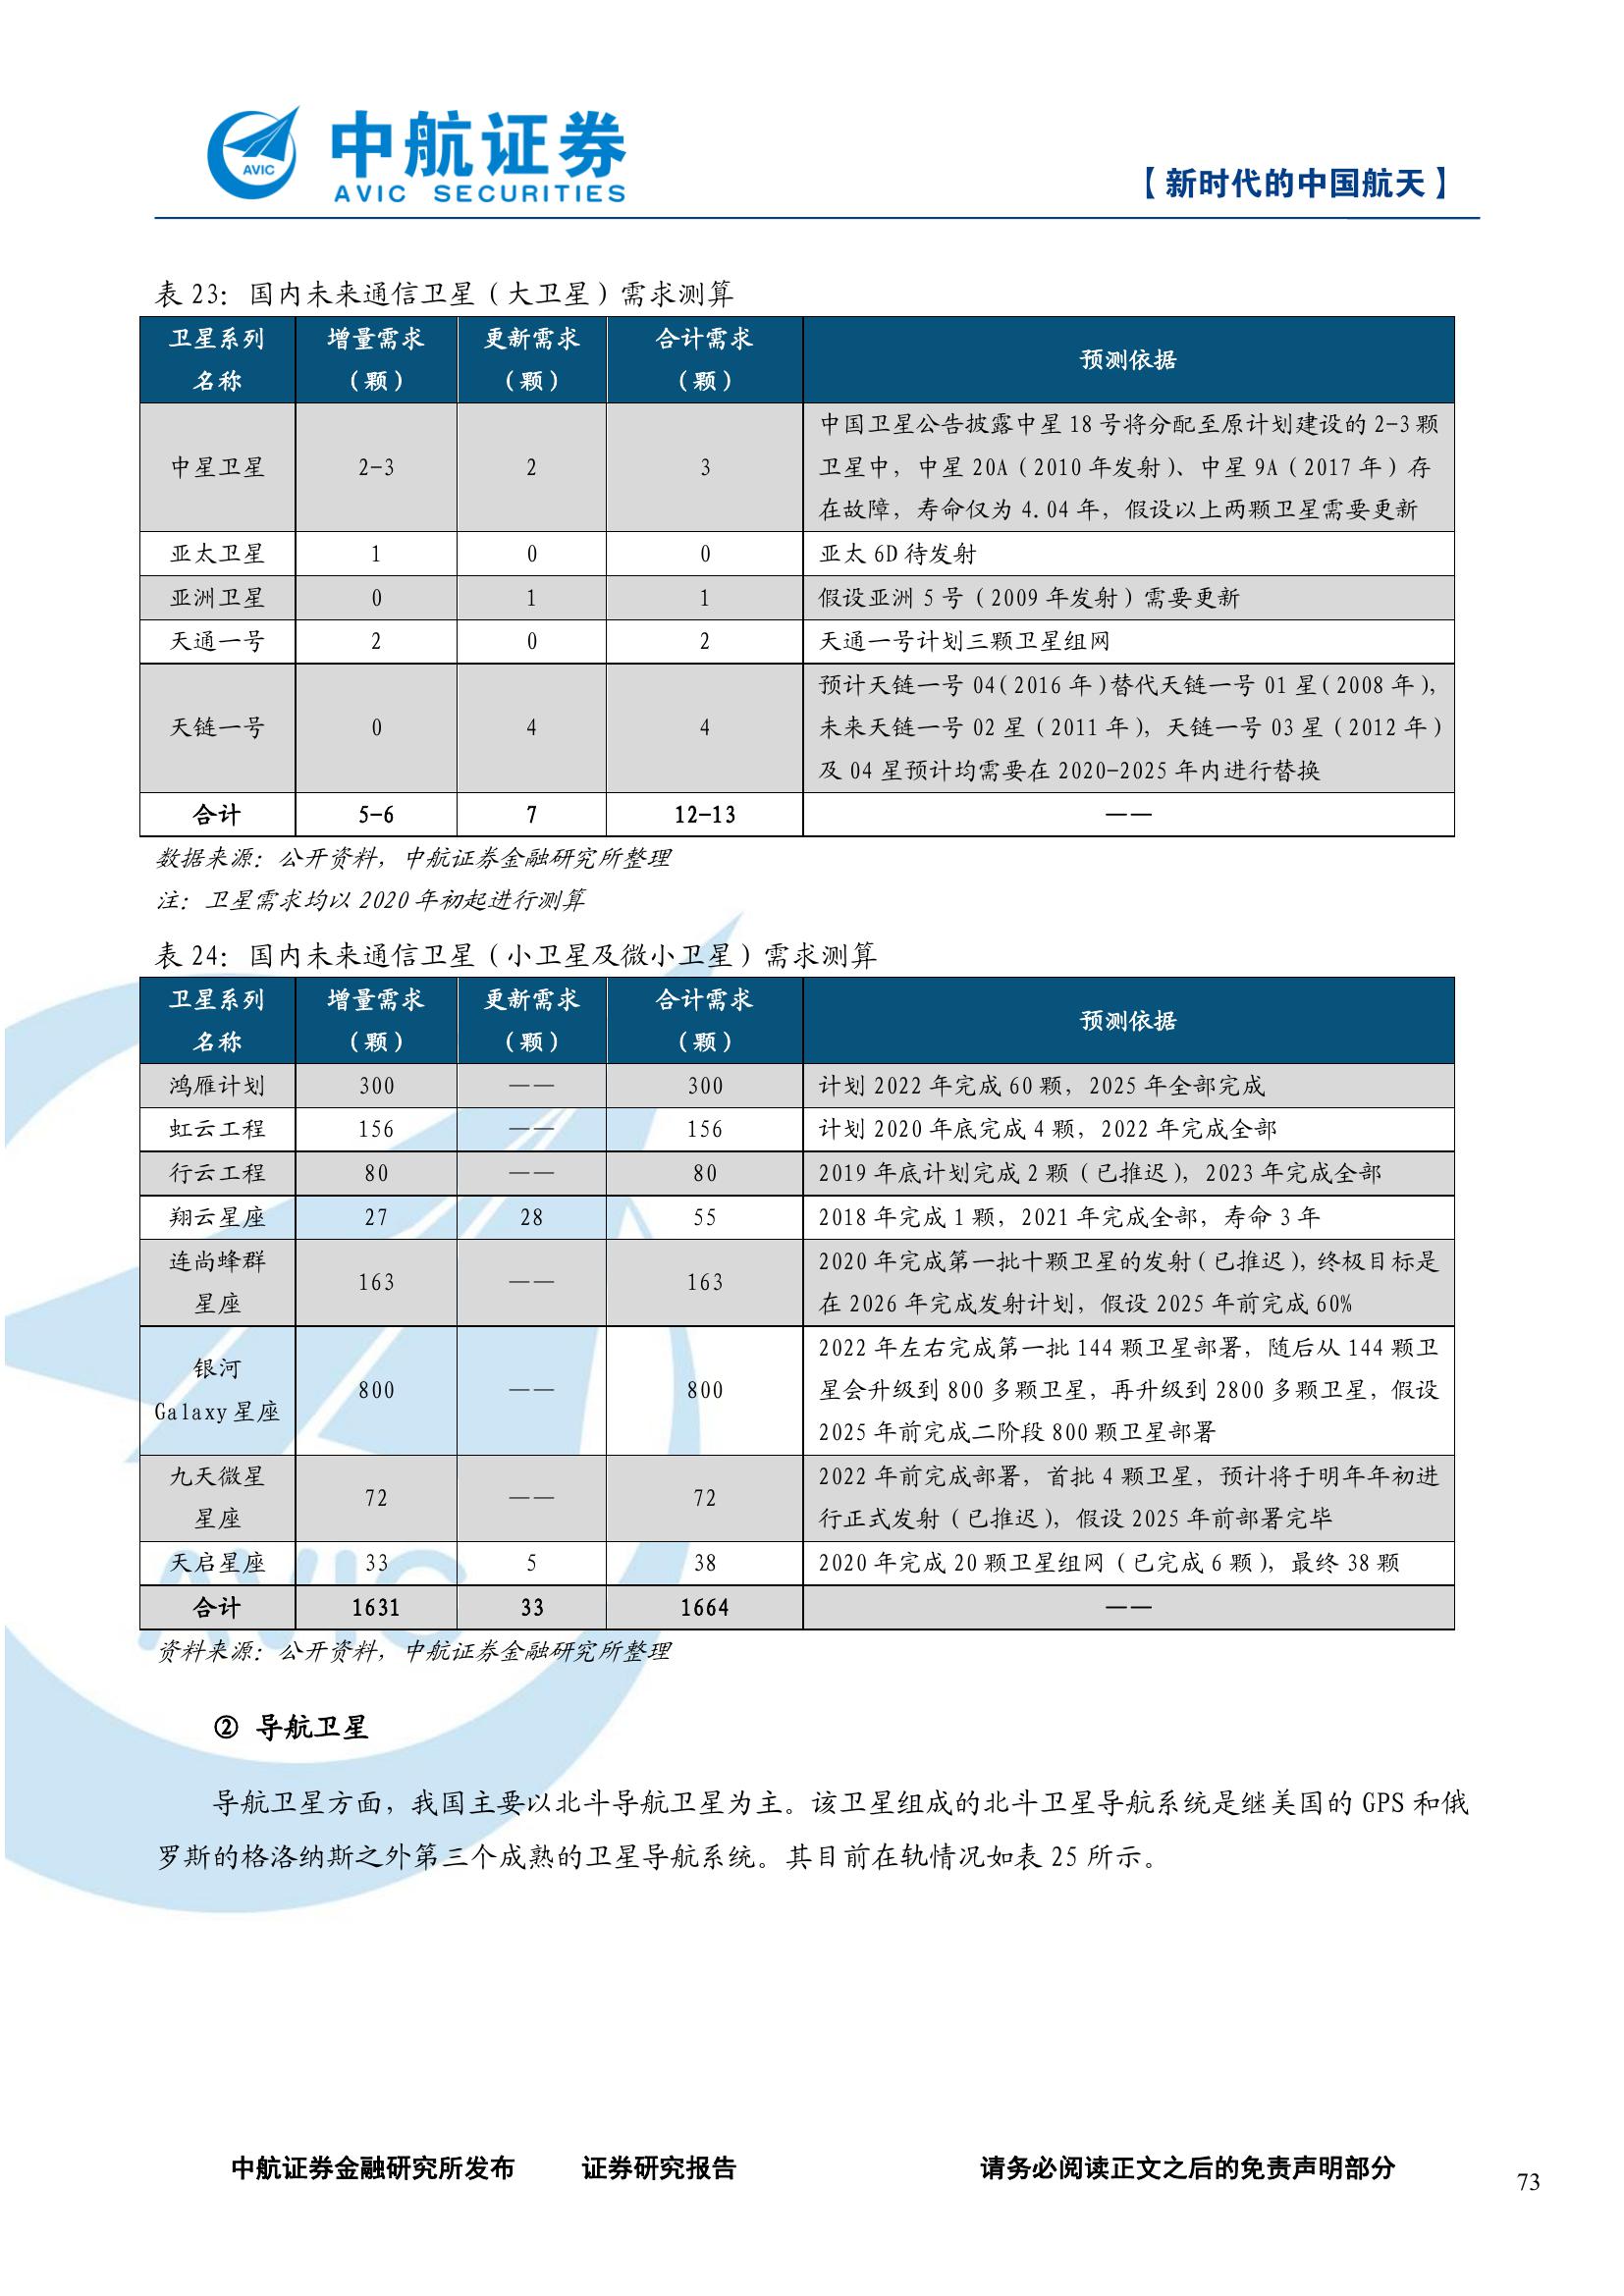 中航证券
AVIC SECURITIES
AVIC
【新时代的中国航天】
表 23：国内未来通信卫星（大卫星）需求测算
卫星系列名称 增量需求（颗） 更新需求（颗） 合计需求（颗） 预测依据
中星卫星 2-3 2 3
中国卫星公告披露中星 18 号将分配至原计划建设的 2-3 颗
卫星中，中星 20A（2010 年发射）、中星 9A（2017 年）存
在故障，寿命仅为 4.04 年，假设以上两颗卫星需要更新
亚太卫星 1 0 0 亚太 6D 待发射
亚洲卫星 0 1 1 假设亚洲 5 号（2009 年发射）需要更新
天通一号 2 0 2 天通一号计划三颗卫星组网
天链一号 0 4 4
预计天链一号 04（2016 年）替代天链一号 01 星（2008 年），
未来天链一号 02 星（2011 年），天链一号 03 星（2012 年）
及 04 星预计均需要在 2020-2025 年内进行替换
合计 5-6 7 12-13 ——
数据来源：公开资料，中航证券金融研究所整理
注：卫星需求均以 2020 年初起进行测算
表 24：国内未来通信卫星（小卫星及微小卫星）需求测算
卫星系列名称 增量需求（颗） 更新需求（颗） 合计需求（颗） 预测依据
鸿雁计划 300 —— 300 计划 2022 年完成 60 颗，2025 年全部完成
虹云工程 156 —— 156 计划 2020 年底完成 4 颗，2022 年完成全部
行云工程 80 —— 80 2019 年底计划完成 2 颗（已推迟），2023 年完成全部
翔云星座 27 28 55 2018 年完成 1 颗，2021 年完成全部，寿命 3 年
连尚蜂群星座 163 —— 163
2020 年完成第一批十颗卫星的发射（已推迟），终极目标是
在 2026 年完成发射计划，假设 2025 年前完成 60%
银河 Galaxy 星座 800 —— 800
2022 年左右完成第一批 144 颗卫星部署，随后从 144 颗卫
星会升级到 800 多颗卫星，再升级到 2800 多颗卫星，假设
2025 年前完成二阶段 800 颗卫星部署
九天微星星座 72 —— 72
2022 年前完成部署，首批 4 颗卫星，预计将于明年年初进
行正式发射（已推迟），假设 2025 年前部署完毕
天启星座 33 5 38 2020 年完成 20 颗卫星组网（已完成 6 颗），最终 38 颗
合计 1631 33 1664 ——
资料来源：公开资料，中航证券金融研究所整理
② 导航卫星
导航卫星方面，我国主要以北斗导航卫星为主。该卫星组成的北斗卫星导航系统是继美国的 GPS 和俄
罗斯的格洛纳斯之外第三个成熟的卫星导航系统。其目前在轨情况如表 25 所示。
中航证券金融研究所发布 证券研究报告 请务必阅读正文之后的免责声明部分
73